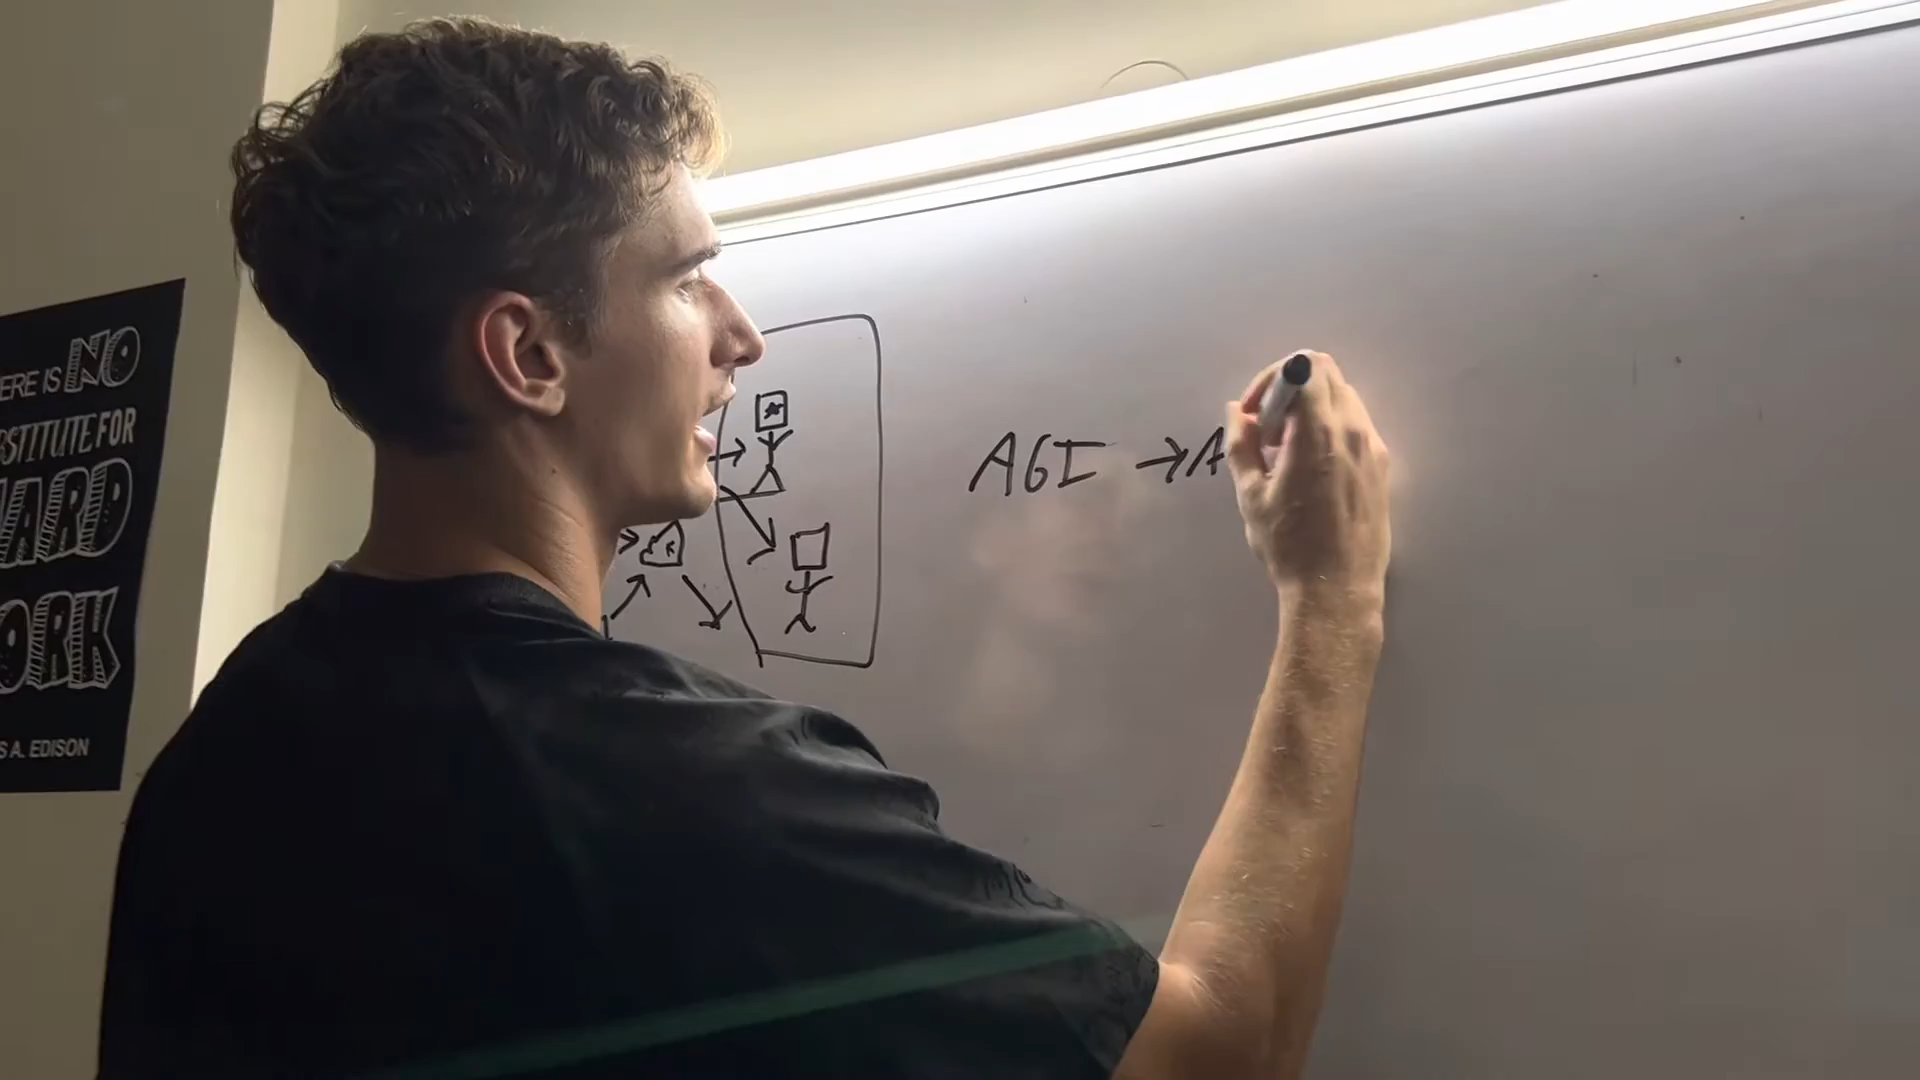 ERE IS NO
STITUTE FOR
ARD
ORK
S A. EDISON
AGI → A